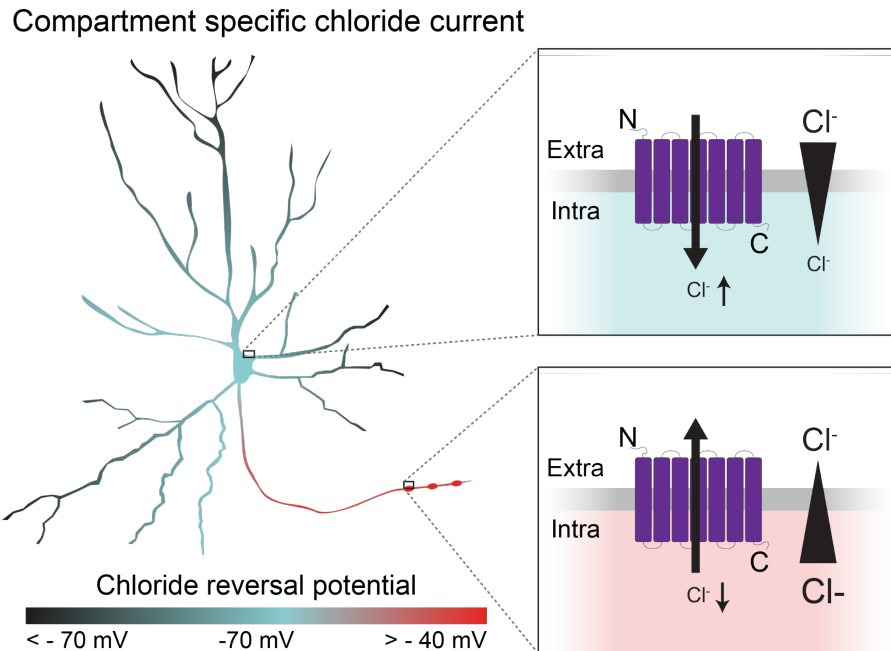 Compartment specific chloride current
N
Cl⁻
Extra
Intra
C
Cl⁻
Cl⁻ ↑
N
Cl⁻
Extra
Intra
C
Cl⁻ ↓
Cl-
Chloride reversal potential
< - 70 mV
-70 mV
> - 40 mV